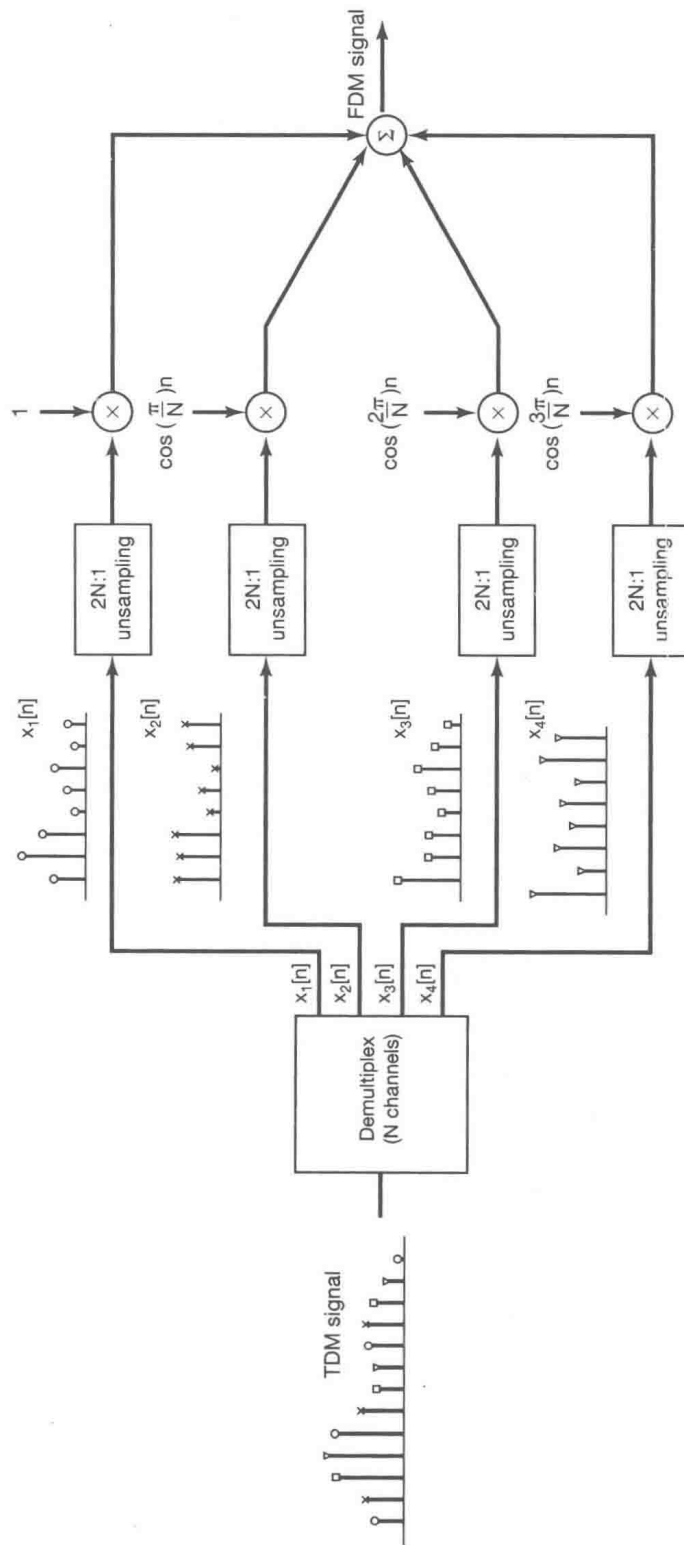 TDM signal
Demultiplex
(N channels)
x₁[n]
x₂[n]
x₃[n]
x₄[n]
x₁[n]
x₂[n]
x₃[n]
x₄[n]
2N:1
unsampling
2N:1
unsampling
2N:1
unsampling
2N:1
unsampling
1
×
cos (π/N)n
×
cos (2π/N)n
×
cos (3π/N)n
×
Σ
FDM signal